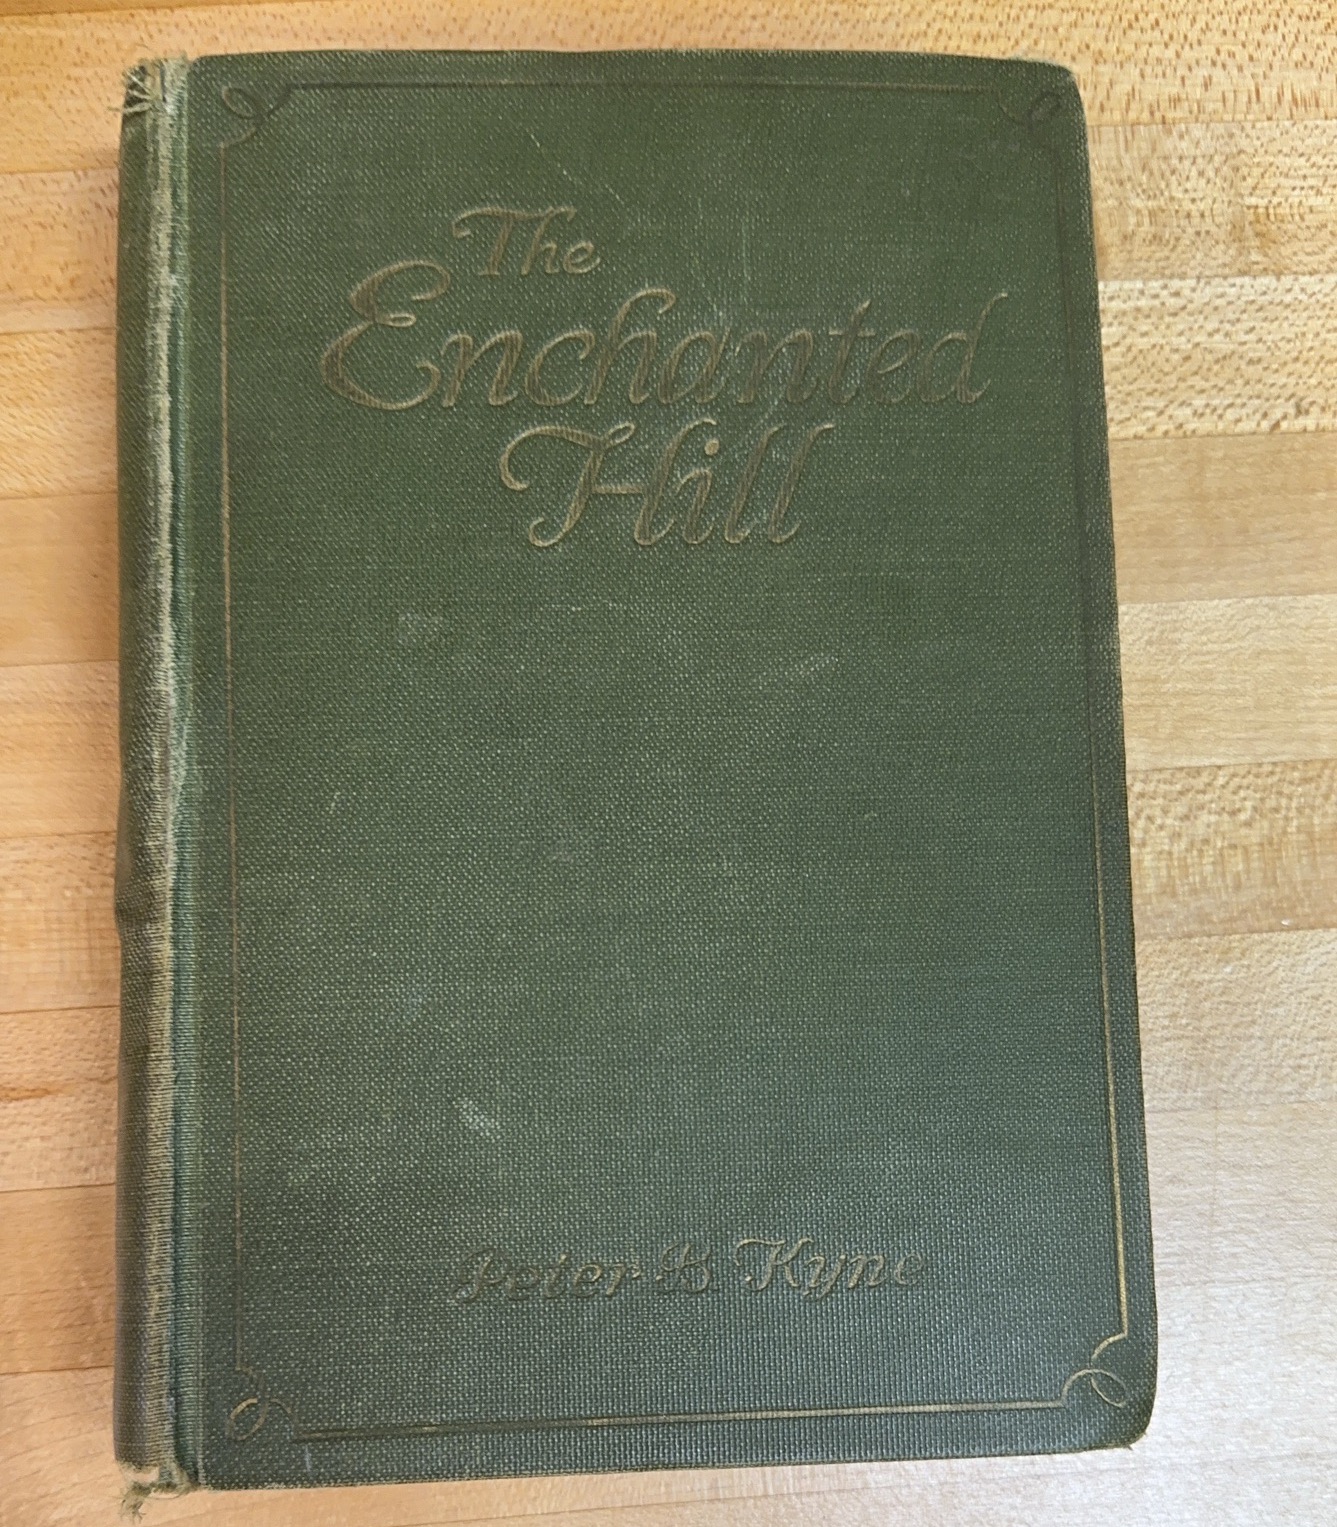 The
Enchanted
Hill
Peter B. Kyne